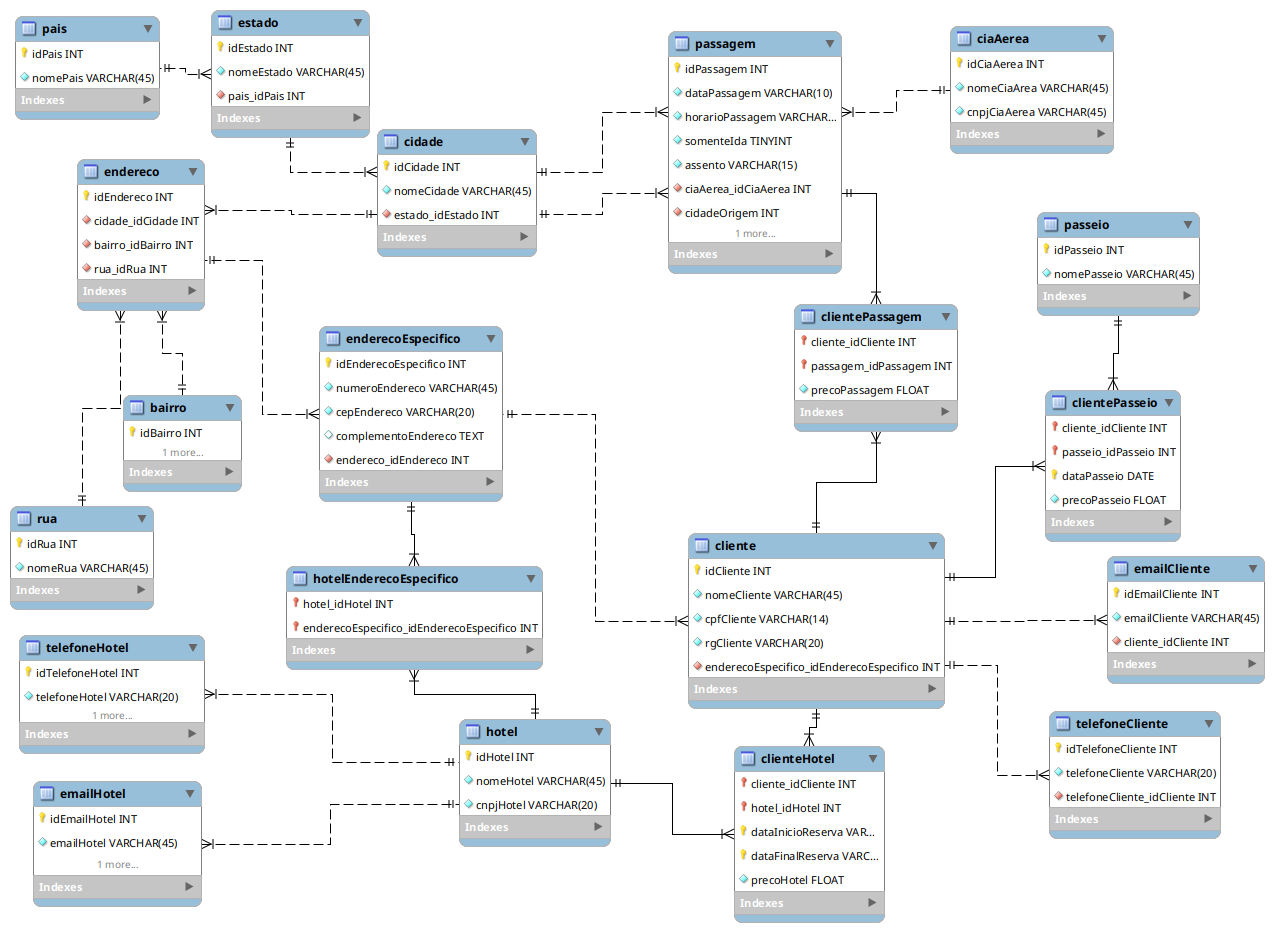 pais
idPais INT
nomePais VARCHAR(45)
Indexes
estado
idEstado INT
nomeEstado VARCHAR(45)
pais_idPais INT
Indexes
cidade
idCidade INT
nomeCidade VARCHAR(45)
estado_idEstado INT
Indexes
passagem
idPassagem INT
dataPassagem VARCHAR(10)
horarioPassagem VARCHAR...
somenteIda TINYINT
assento VARCHAR(15)
ciaAerea_idCiaAerea INT
cidadeOrigem INT
1 more...
Indexes
ciaAerea
idCiaAerea INT
nomeCiaArea VARCHAR(45)
cnpjCiaAerea VARCHAR(45)
Indexes
endereco
idEndereco INT
cidade_idCidade INT
bairro_idBairro INT
rua_idRua INT
Indexes
passeio
idPasseio INT
nomePasseio VARCHAR(45)
Indexes
clientePassagem
cliente_idCliente INT
passagem_idPassagem INT
precoPassagem FLOAT
Indexes
enderecoEspecifico
idEnderecoEspecifico INT
numeroEndereco VARCHAR(45)
cepEndereco VARCHAR(20)
complementoEndereco TEXT
endereco_idEndereco INT
Indexes
bairro
idBairro INT
1 more...
Indexes
clientePasseio
cliente_idCliente INT
passeio_idPasseio INT
dataPasseio DATE
precoPasseio FLOAT
Indexes
rua
idRua INT
nomeRua VARCHAR(45)
Indexes
cliente
idCliente INT
nomeCliente VARCHAR(45)
cpfCliente VARCHAR(14)
rgCliente VARCHAR(20)
enderecoEspecifico_idEnderecoEspecifico INT
Indexes
emailCliente
idEmailCliente INT
emailCliente VARCHAR(45)
cliente_idCliente INT
Indexes
hotelEnderecoEspecifico
hotel_idHotel INT
enderecoEspecifico_idEnderecoEspecifico INT
Indexes
telefoneHotel
idTelefoneHotel INT
telefoneHotel VARCHAR(20)
1 more...
Indexes
hotel
idHotel INT
nomeHotel VARCHAR(45)
cnpjHotel VARCHAR(20)
Indexes
telefoneCliente
idTelefoneCliente INT
telefoneCliente VARCHAR(20)
telefoneCliente_idCliente INT
Indexes
clienteHotel
cliente_idCliente INT
hotel_idHotel INT
dataInicioReserva VAR...
dataFinalReserva VARC...
precoHotel FLOAT
Indexes
emailHotel
idEmailHotel INT
emailHotel VARCHAR(45)
1 more...
Indexes